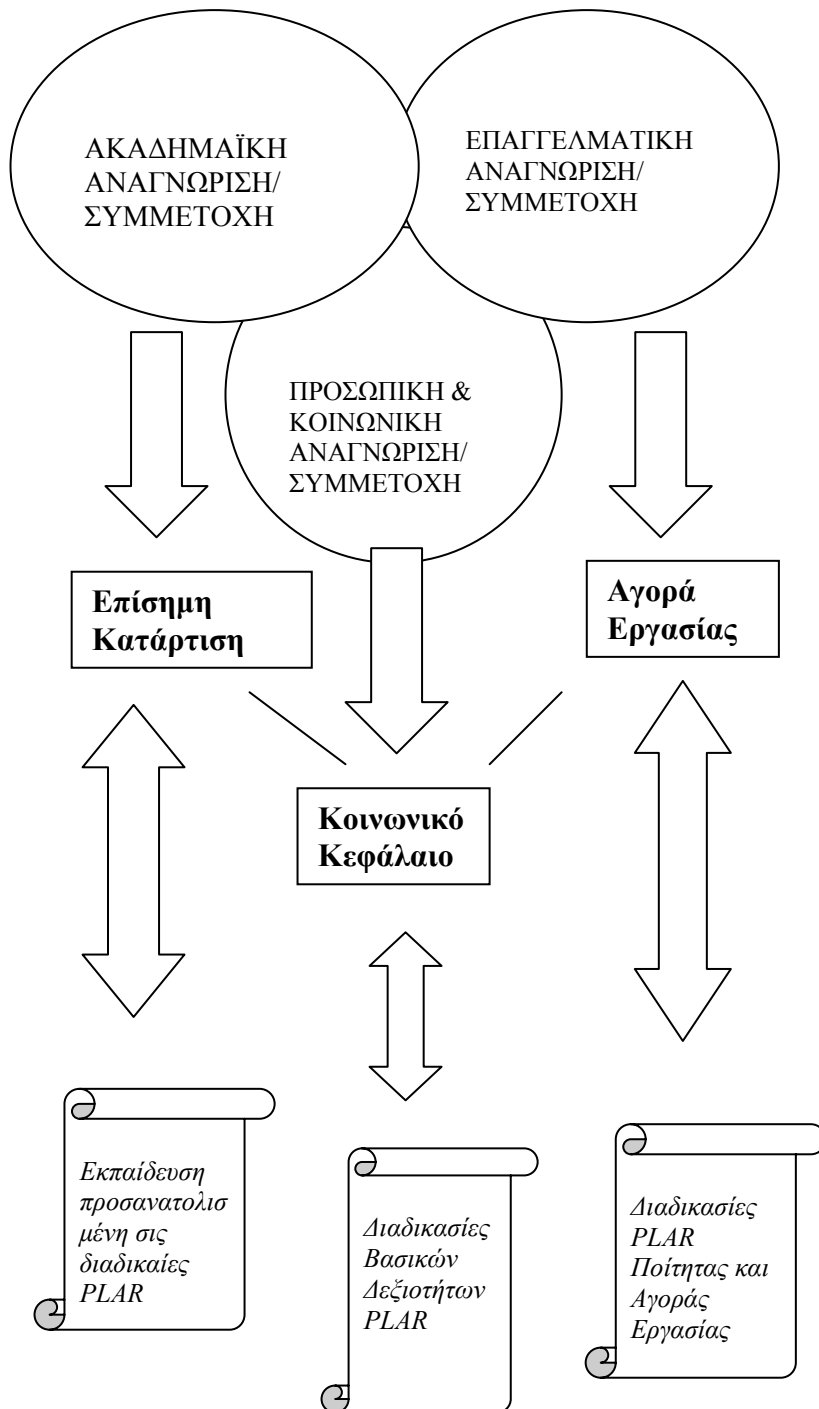 ΑΚΑΔΗΜΑΪΚΗ
ΑΝΑΓΝΩΡΙΣΗ/
ΣΥΜΜΕΤΟΧΗ
ΕΠΑΓΓΕΛΜΑΤΙΚΗ
ΑΝΑΓΝΩΡΙΣΗ/
ΣΥΜΜΕΤΟΧΗ
ΠΡΟΣΩΠΙΚΗ &
ΚΟΙΝΩΝΙΚΗ
ΑΝΑΓΝΩΡΙΣΗ/
ΣΥΜΜΕΤΟΧΗ
Επίσημη
Κατάρτιση
Αγορά
Εργασίας
Κοινωνικό
Κεφάλαιο
Εκπαίδευση
προσανατολισ
μένη σις
διαδικαίες
PLAR
Διαδικασίες
Βασικών
Δεξιοτήτων
PLAR
Διαδικασίες
PLAR
Ποίτητας και
Αγοράς
Εργασίας